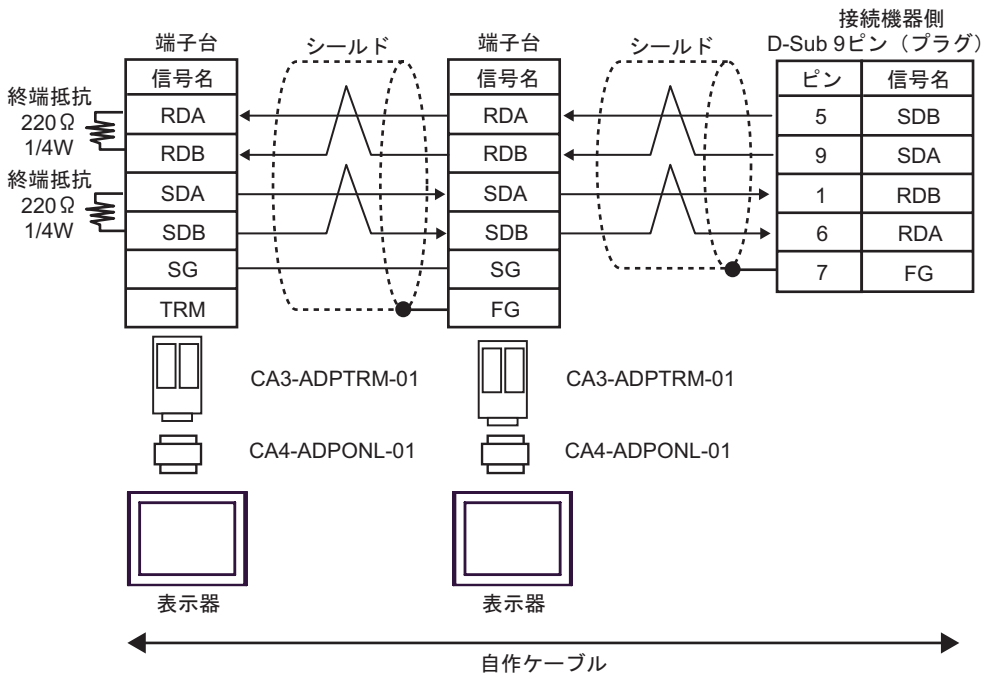 接続機器側
D-Sub 9ピン（プラグ）
端子台
シールド
端子台
シールド
信号名
信号名
ピン
信号名
終端抵抗
220Ω
1/4W
RDA
RDA
5
SDB
RDB
RDB
9
SDA
終端抵抗
220Ω
1/4W
SDA
SDA
1
RDB
SDB
SDB
6
RDA
SG
SG
7
FG
TRM
FG
CA3-ADPTRM-01
CA3-ADPTRM-01
CA4-ADPONL-01
CA4-ADPONL-01
表示器
表示器
自作ケーブル